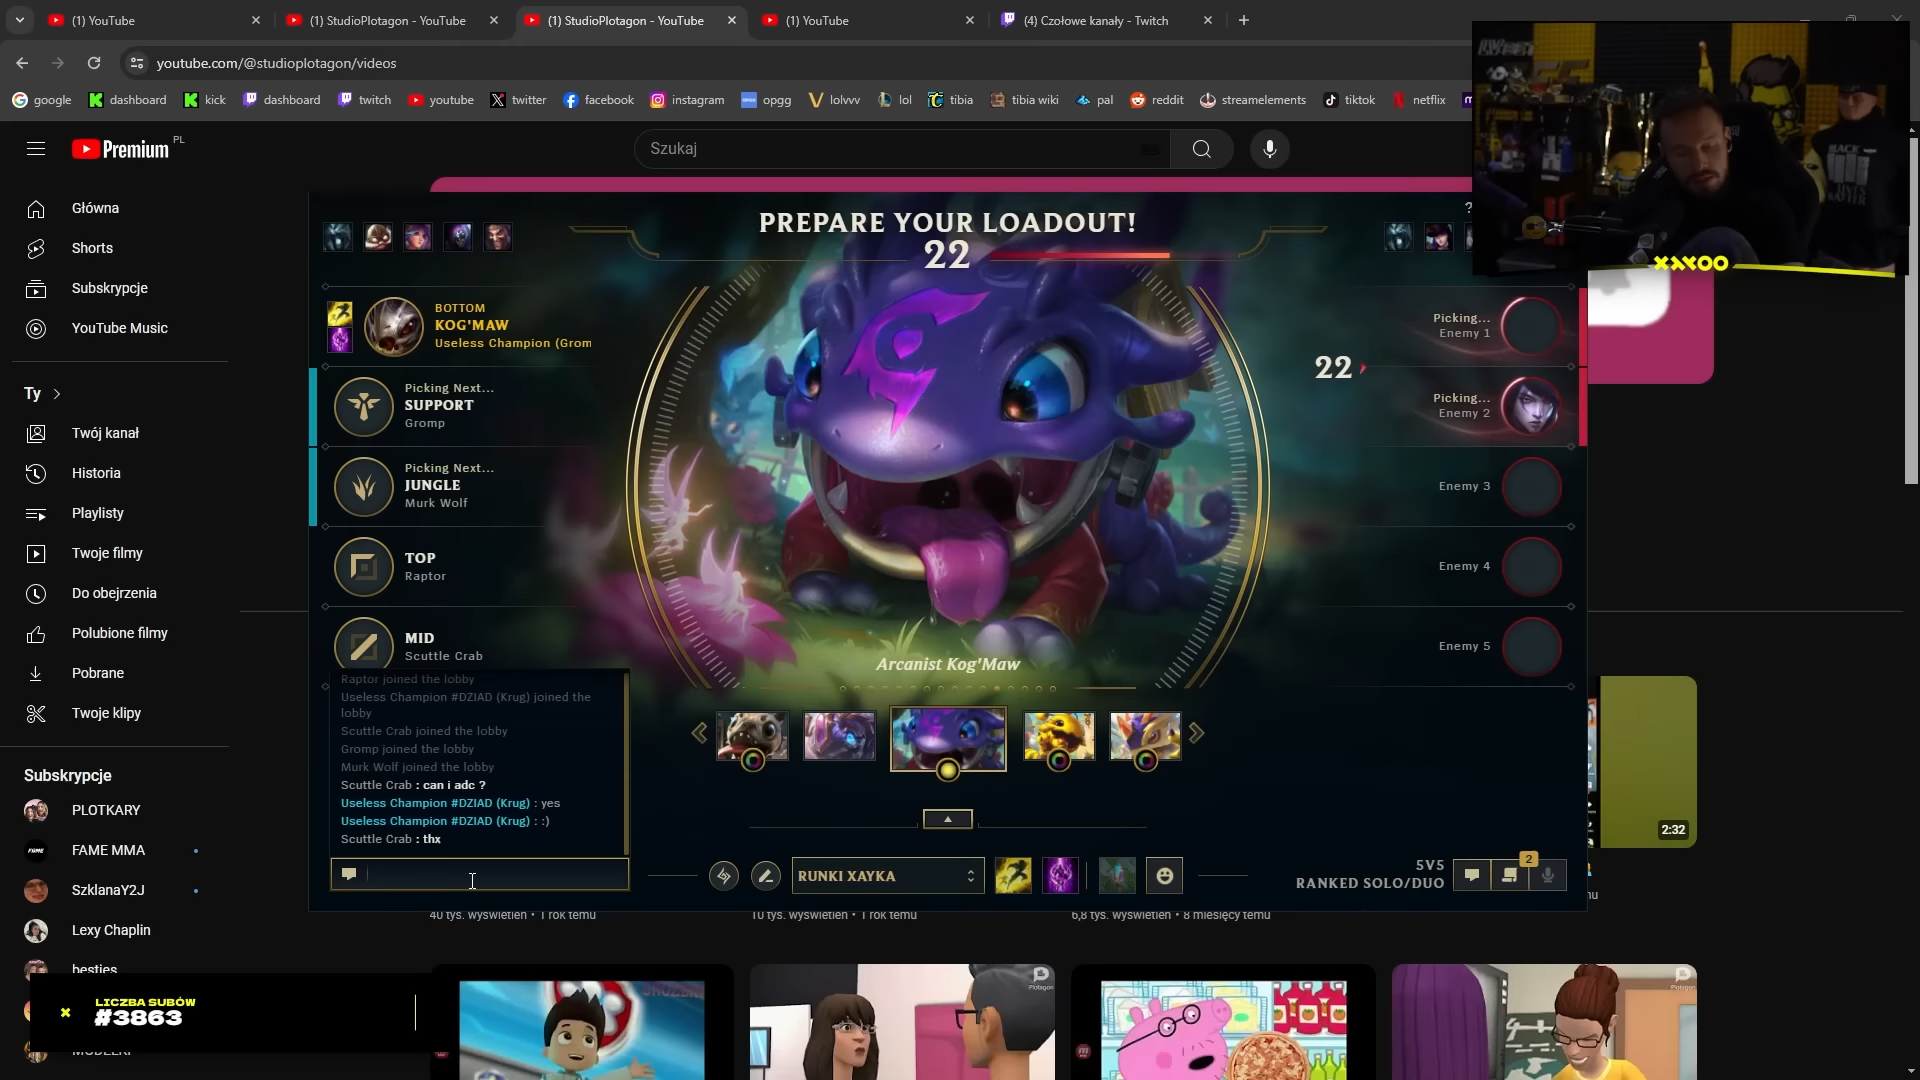 (1) YouTube
(1) StudioPlotagon - YouTube
(1) StudioPlotagon - YouTube
(1) YouTube
(4) Czołowe kanały - Twitch
youtube.com/@studioplotagon/videos
google
dashboard
kick
dashboard
twitch
youtube
twitter
facebook
instagram
opgg
lolvvv
lol
tibia
tibia wiki
pal
reddit
streamelements
tiktok
netflix
Premium PL
Szukaj
Główna
Shorts
Subskrypcje
YouTube Music
Ty
Twój kanał
Historia
Playlisty
Twoje filmy
Do obejrzenia
Polubione filmy
Pobrane
Twoje klipy
Subskrypcje
PLOTKARY
FAME MMA
SzklanaY2J
Lexy Chaplin
besties
PREPARE YOUR LOADOUT!
22
BOTTOM
KOG'MAW
Useless Champion (Grom
Picking Next...
SUPPORT
Gromp
Picking Next...
JUNGLE
Murk Wolf
TOP
Raptor
MID
Scuttle Crab
Raptor joined the lobby
Useless Champion #DZIAD (Krug) joined the
lobby
Scuttle Crab joined the lobby
Gromp joined the lobby
Murk Wolf joined the lobby
Scuttle Crab : can i adc ?
Useless Champion #DZIAD (Krug) : yes
Useless Champion #DZIAD (Krug) : :)
Scuttle Crab : thx
Arcanist Kog'Maw
RUNKI XAYKA
22
Picking...
Enemy 1
Picking...
Enemy 2
Enemy 3
Enemy 4
Enemy 5
5V5
RANKED SOLO/DUO
2
XAYOO
2:32
40 tys. wyświetleń • 1 rok temu
10 tys. wyświetleń • 1 rok temu
6,8 tys. wyświetleń • 8 miesięcy temu
LICZBA SUBÓW
#3863
Plotagon
Plotagon